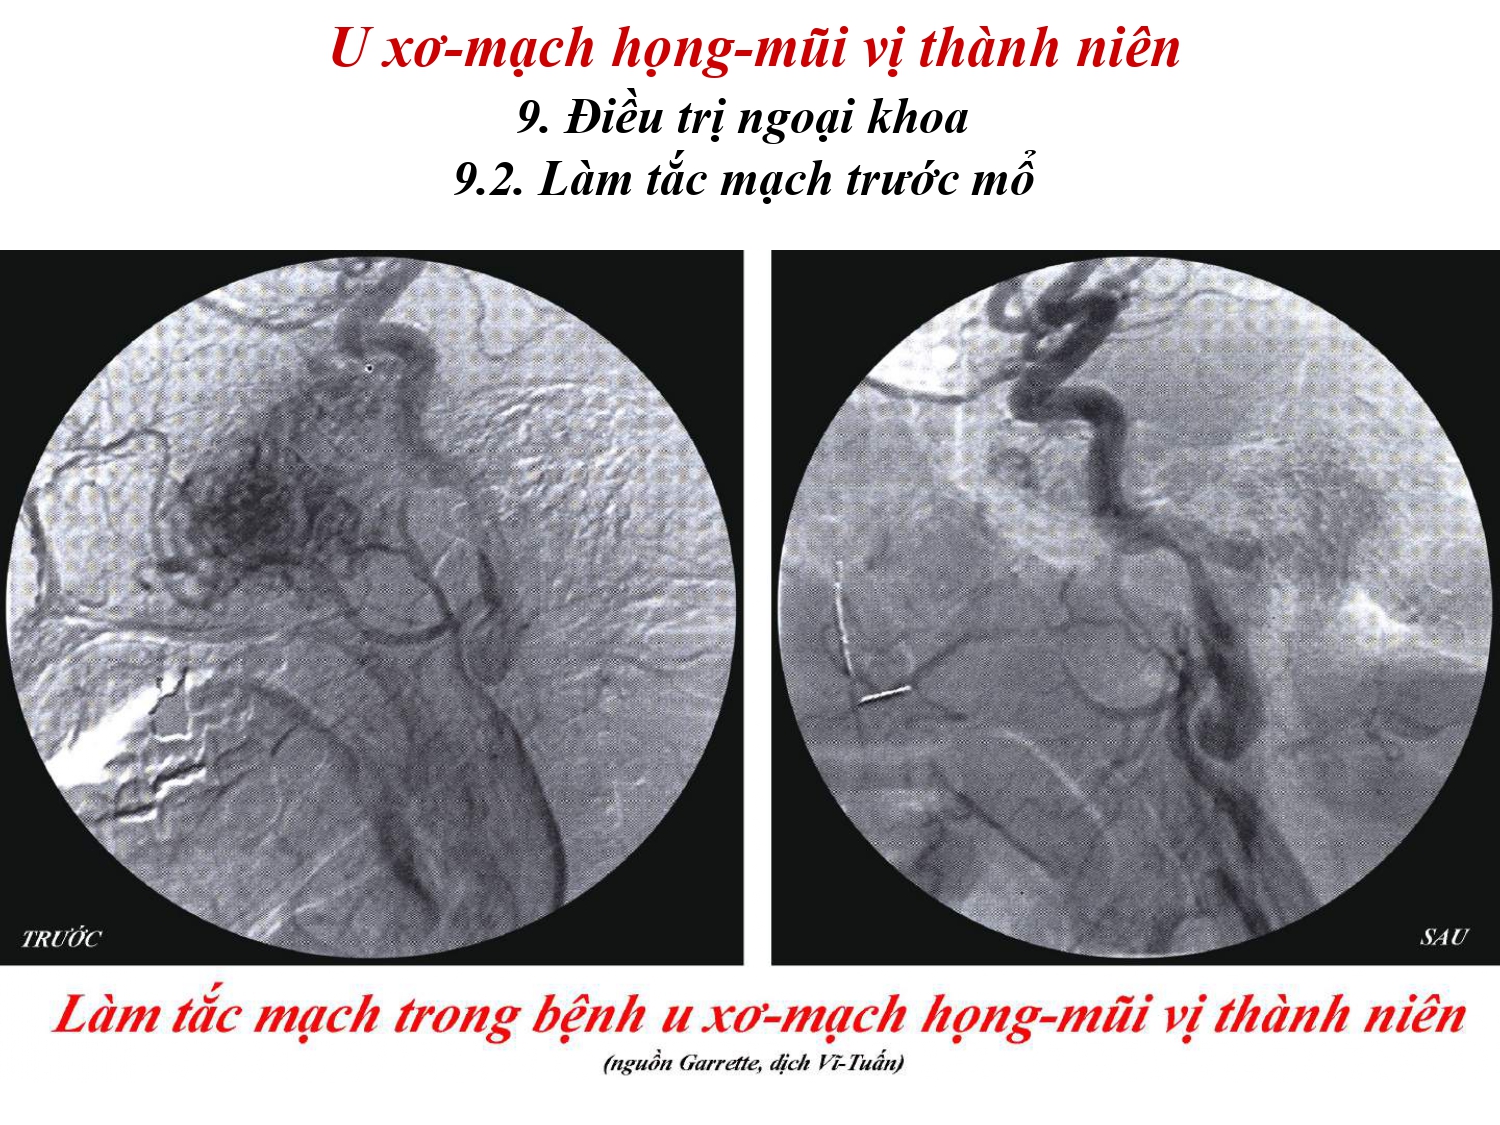 U xơ-mạch họng-mũi vị thành niên
9. Điều trị ngoại khoa
9.2. Làm tắc mạch trước mổ
TRƯỚC
SAU
Làm tắc mạch trong bệnh u xơ-mạch họng-mũi vị thành niên
(nguồn Garrette, dịch Vĩ-Tuấn)